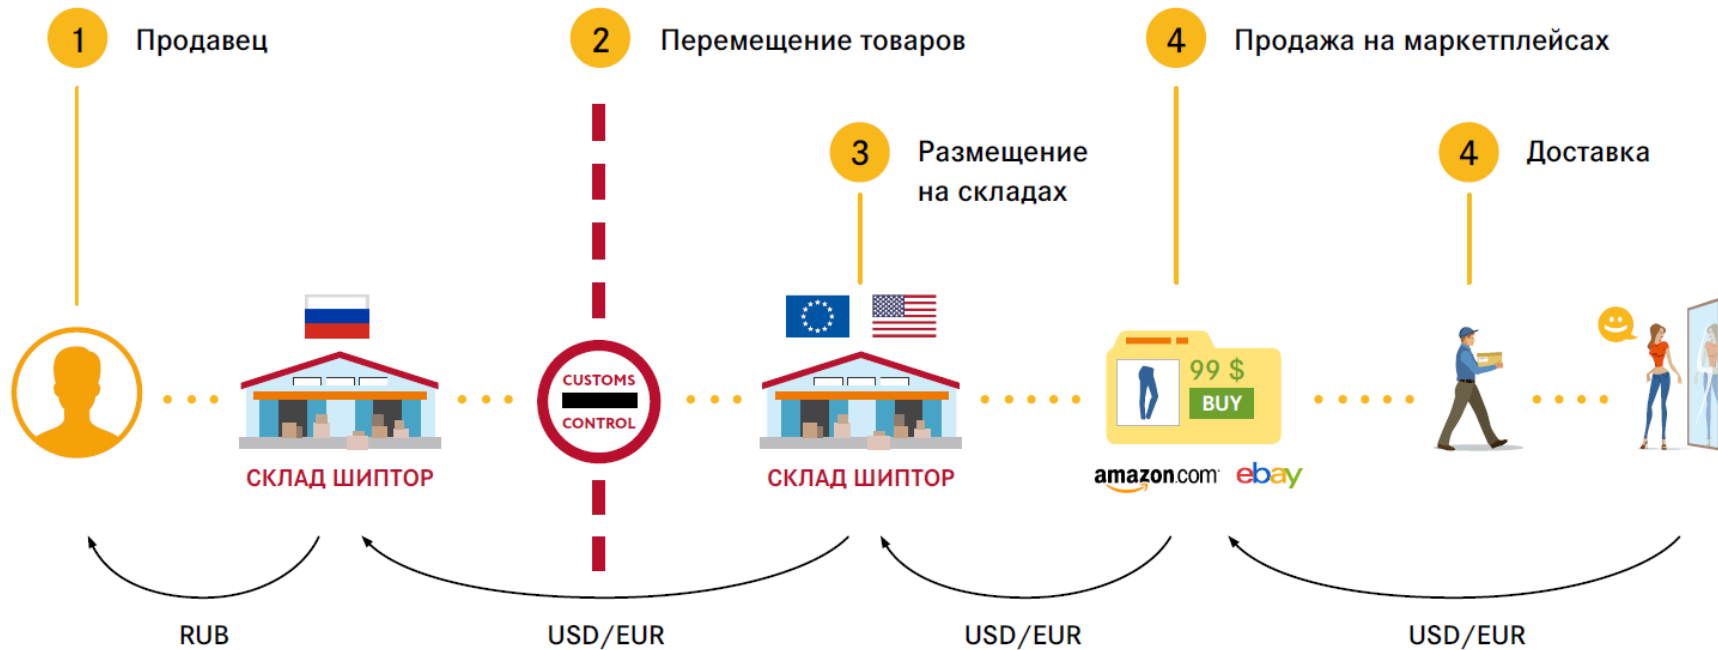 1 Продавец
2 Перемещение товаров
4 Продажа на маркетплейсах
3 Размещение
на складах
4 Доставка
CUSTOMS
CONTROL
99 $
BUY
СКЛАД ШИПТОР
СКЛАД ШИПТОР
amazon.com
ebay
RUB
USD/EUR
USD/EUR
USD/EUR